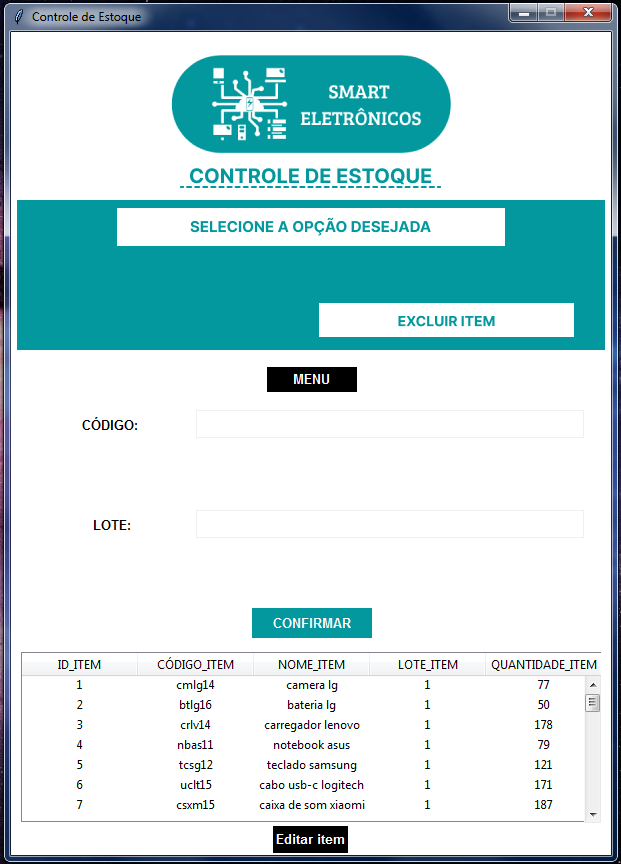 Controle de Estoque
SMART
ELETRÔNICOS
CONTROLE DE ESTOQUE
SELECIONE A OPÇÃO DESEJADA
EXCLUIR ITEM
MENU
CÓDIGO:
LOTE:
CONFIRMAR
ID_ITEM CÓDIGO_ITEM NOME_ITEM LOTE_ITEM QUANTIDADE_ITEM
1 cmlg14 camera lg 1 77
2 btlg16 bateria lg 1 50
3 crlv14 carregador lenovo 1 178
4 nbas11 notebook asus 1 79
5 tcsg12 teclado samsung 1 121
6 uclt15 cabo usb-c logitech 1 171
7 csxm15 caixa de som xiaomi 1 187
Editar item